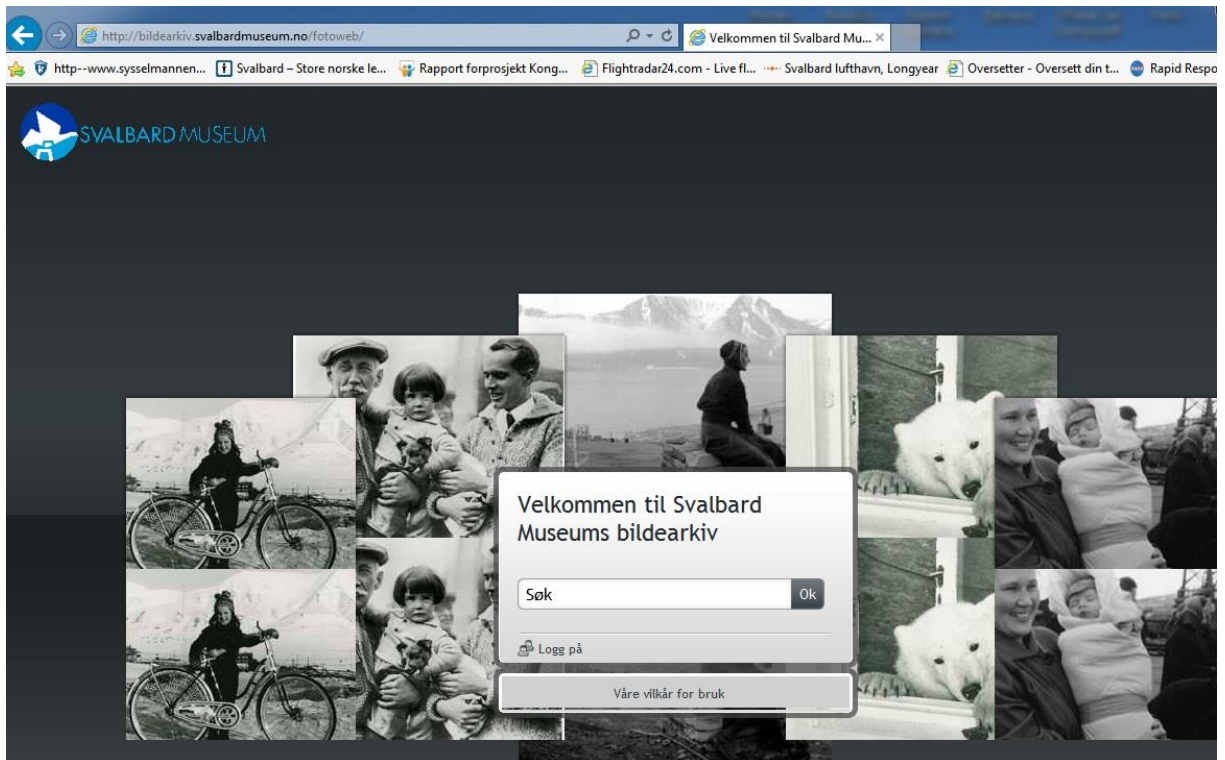 http://bildearkiv.svalbardmuseum.no/fotoweb/
Velkommen til Svalbard Mu...
http--www.sysselmannen...
Svalbard – Store norske le...
Rapport forprosjekt Kong...
Flightradar24.com - Live fl...
Svalbard lufthavn, Longyear
Oversetter - Oversett din t...
Rapid Respo
SVALBARD MUSEUM
Velkommen til Svalbard
Museums bildearkiv
Søk
Ok
Logg på
Våre vilkår for bruk